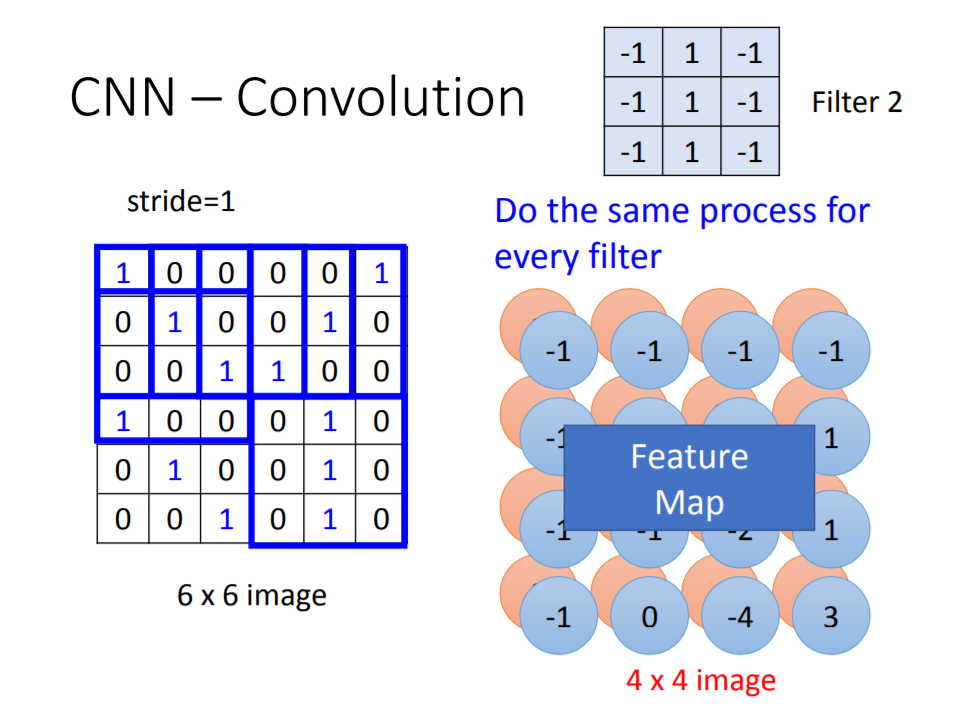 CNN – Convolution
-1 1 -1
-1 1 -1
-1 1 -1
Filter 2
stride=1
1 0 0 0 0 1
0 1 0 0 1 0
0 0 1 1 0 0
1 0 0 0 1 0
0 1 0 0 1 0
0 0 1 0 1 0
6 x 6 image
Do the same process for
every filter
-1 -1 -1 -1
-1 1
Feature
Map
-1 -1 -2 1
-1 0 -4 3
4 x 4 image